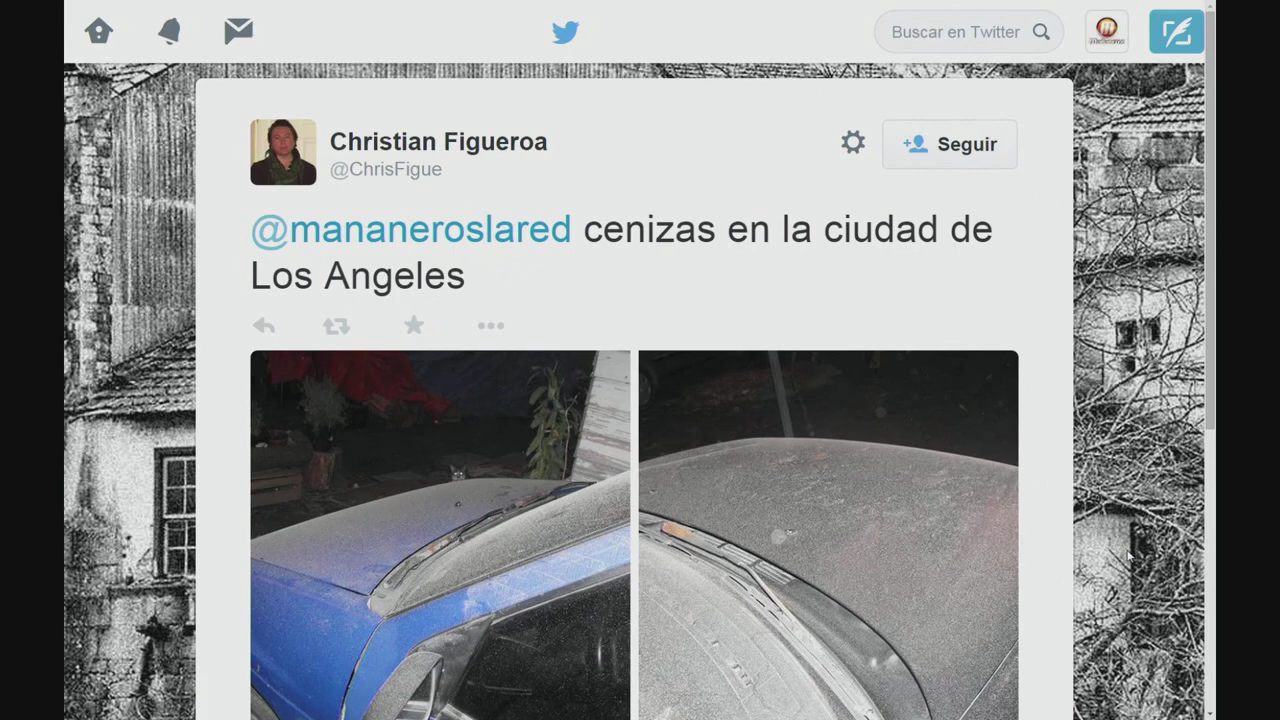 Buscar en Twitter
Christian Figueroa
@ChrisFigue
Seguir
@mananeroslared cenizas en la ciudad de
Los Angeles